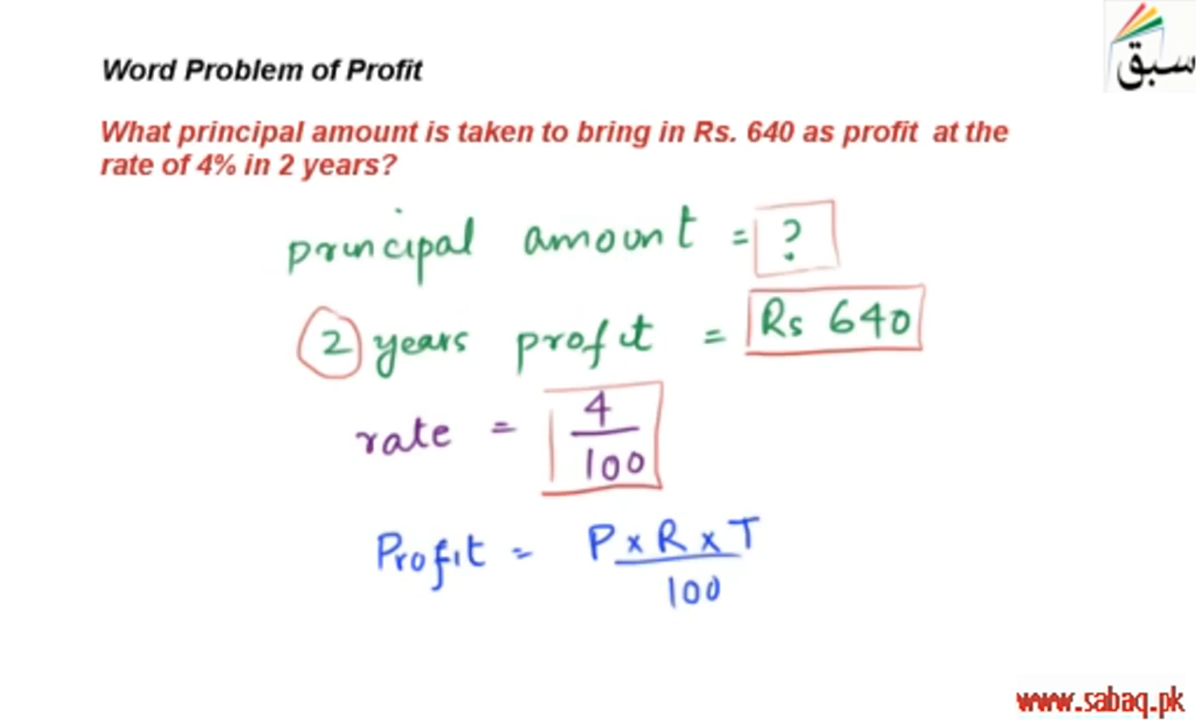 سبق
Word Problem of Profit
What principal amount is taken to bring in Rs. 640 as profit at the
rate of 4% in 2 years?
principal amount = ?
2 years profit = Rs 640
rate = 4/100
Profit = P x R x T / 100
www.sabaq.pk